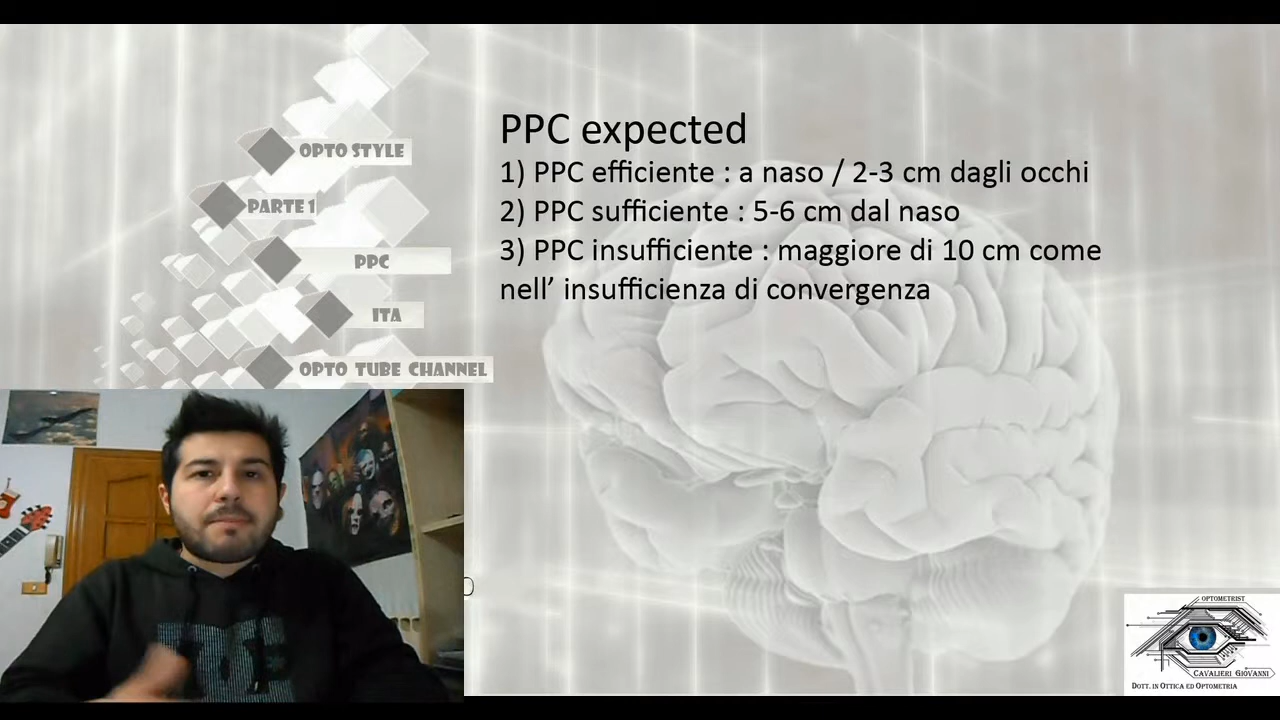 OPTO STYLE
PARTE 1
PPC
ITA
OPTO TUBE CHANNEL
PPC expected
1) PPC efficiente : a naso / 2-3 cm dagli occhi
2) PPC sufficiente : 5-6 cm dal naso
3) PPC insufficiente : maggiore di 10 cm come
nell’ insufficienza di convergenza
OPTOMETRIST
CAVALIERI GIOVANNI
DOTT. IN OTTICA ED OPTOMETRIA